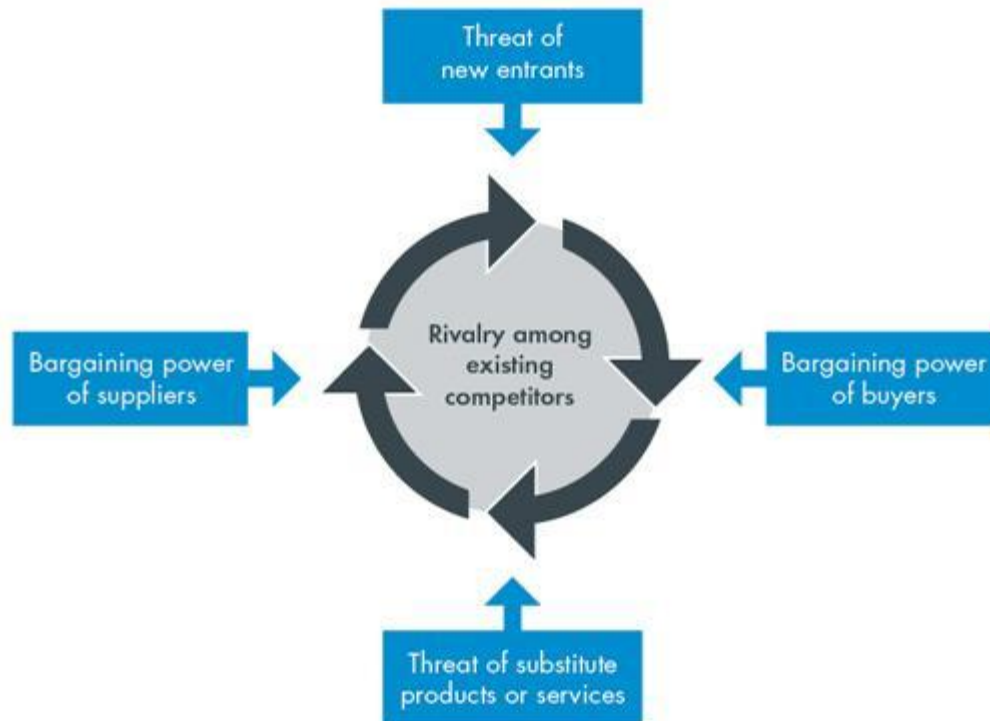 Threat of
new entrants
Bargaining power
of suppliers
Rivalry among
existing
competitors
Bargaining power
of buyers
Threat of substitute
products or services